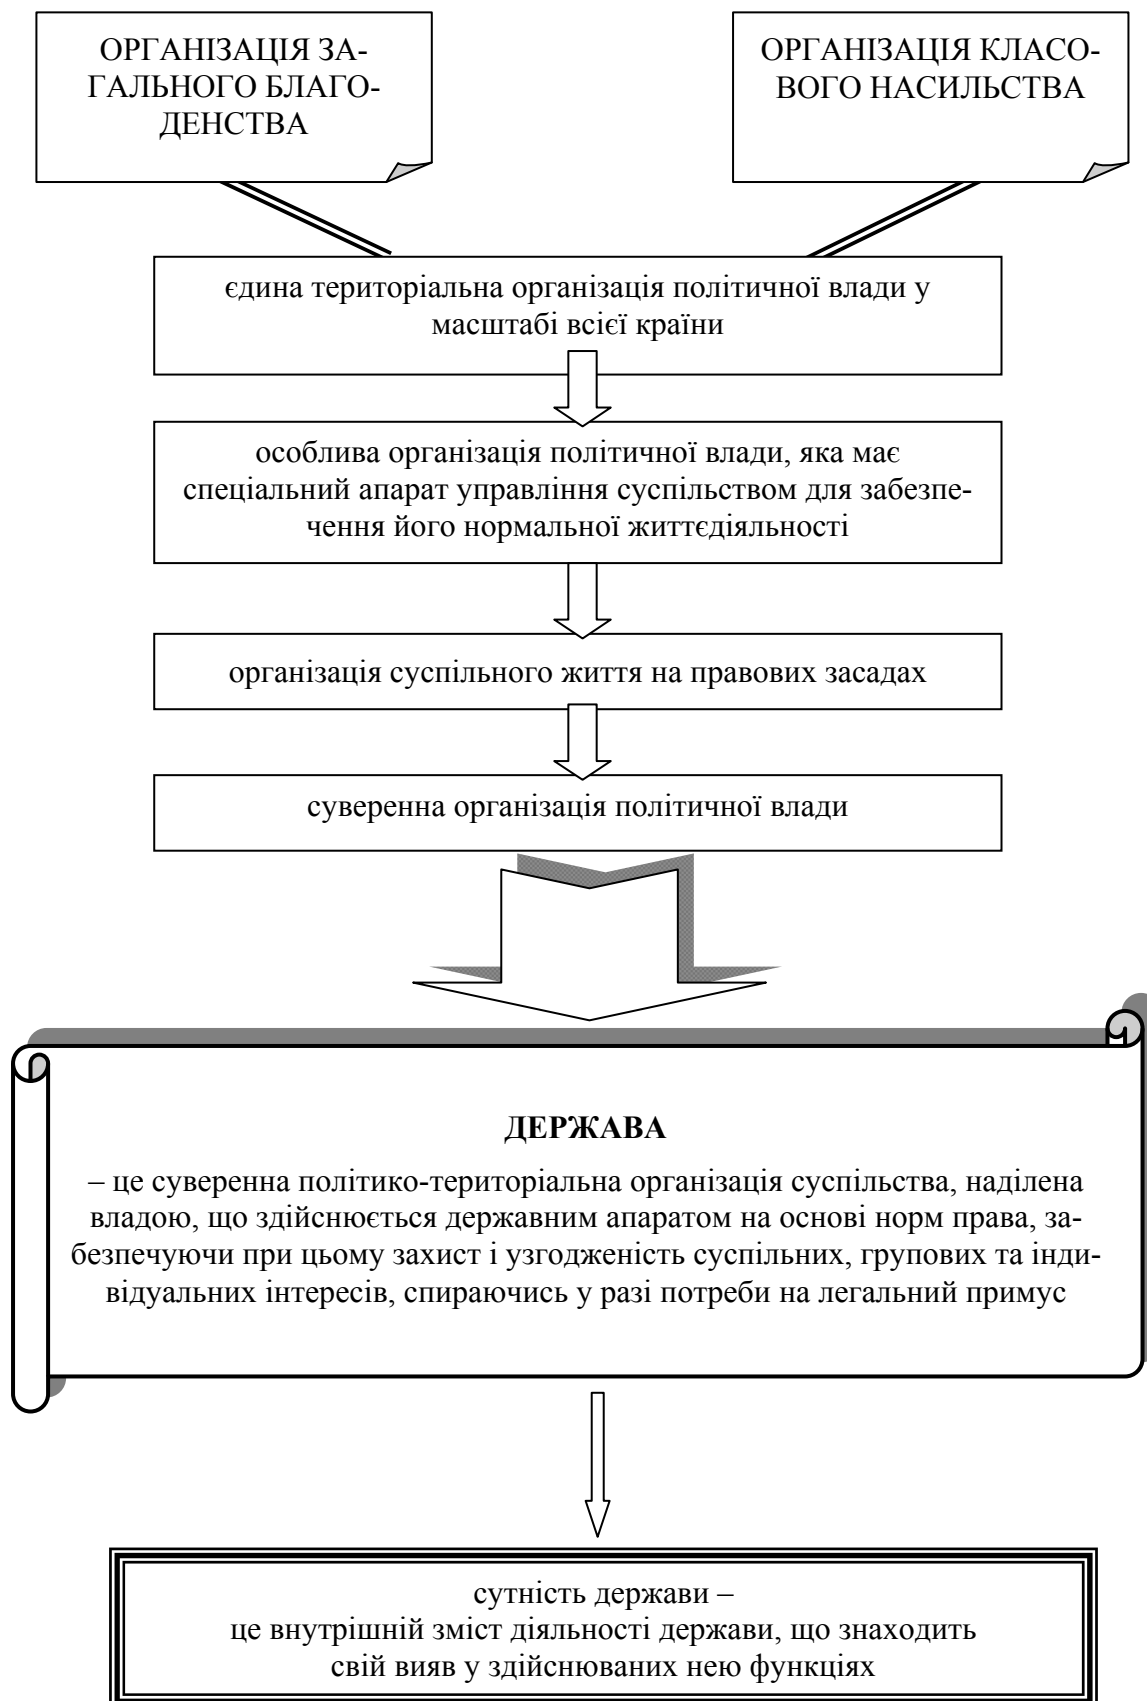 ОРГАНІЗАЦІЯ ЗА-
ГАЛЬНОГО БЛАГО-
ДЕНСТВА
ОРГАНІЗАЦІЯ КЛАСО-
ВОГО НАСИЛЬСТВА
єдина територіальна організація політичної влади у
масштабі всієї країни
особлива організація політичної влади, яка має
спеціальний апарат управління суспільством для забезпе-
чення його нормальної життєдіяльності
організація суспільного життя на правових засадах
суверенна організація політичної влади
ДЕРЖАВА
– це суверенна політико-територіальна організація суспільства, наділена
владою, що здійснюється державним апаратом на основі норм права, за-
безпечуючи при цьому захист і узгодженість суспільних, групових та інди-
відуальних інтересів, спираючись у разі потреби на легальний примус
сутність держави –
це внутрішній зміст діяльності держави, що знаходить
свій вияв у здійснюваних нею функціях